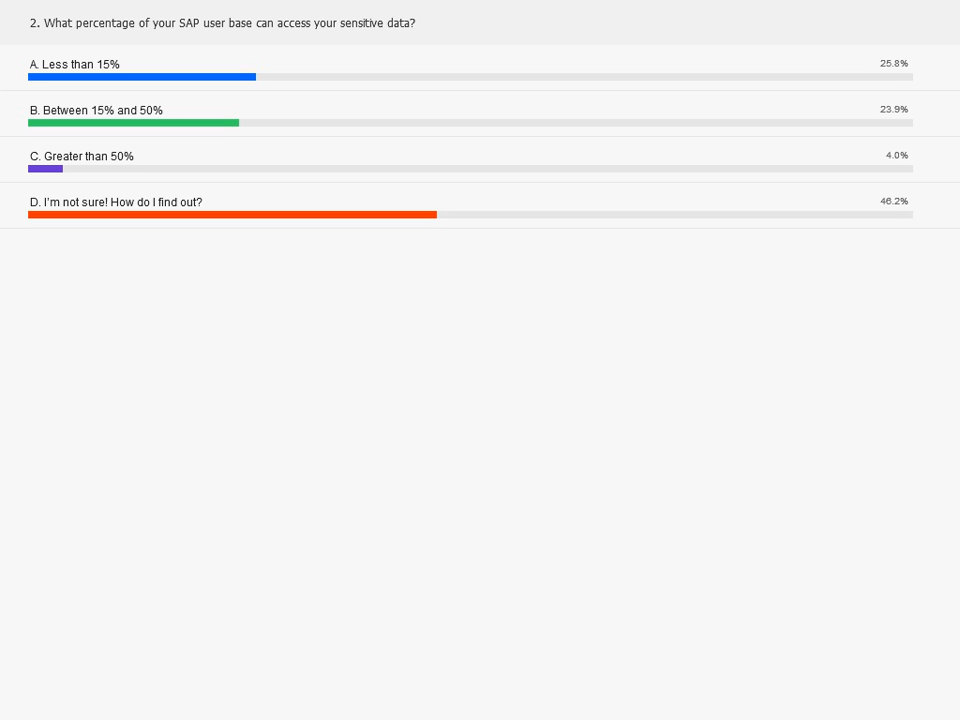 2. What percentage of your SAP user base can access your sensitive data?
A. Less than 15%
25.8%
B. Between 15% and 50%
23.9%
C. Greater than 50%
4.0%
D. I'm not sure! How do I find out?
46.2%